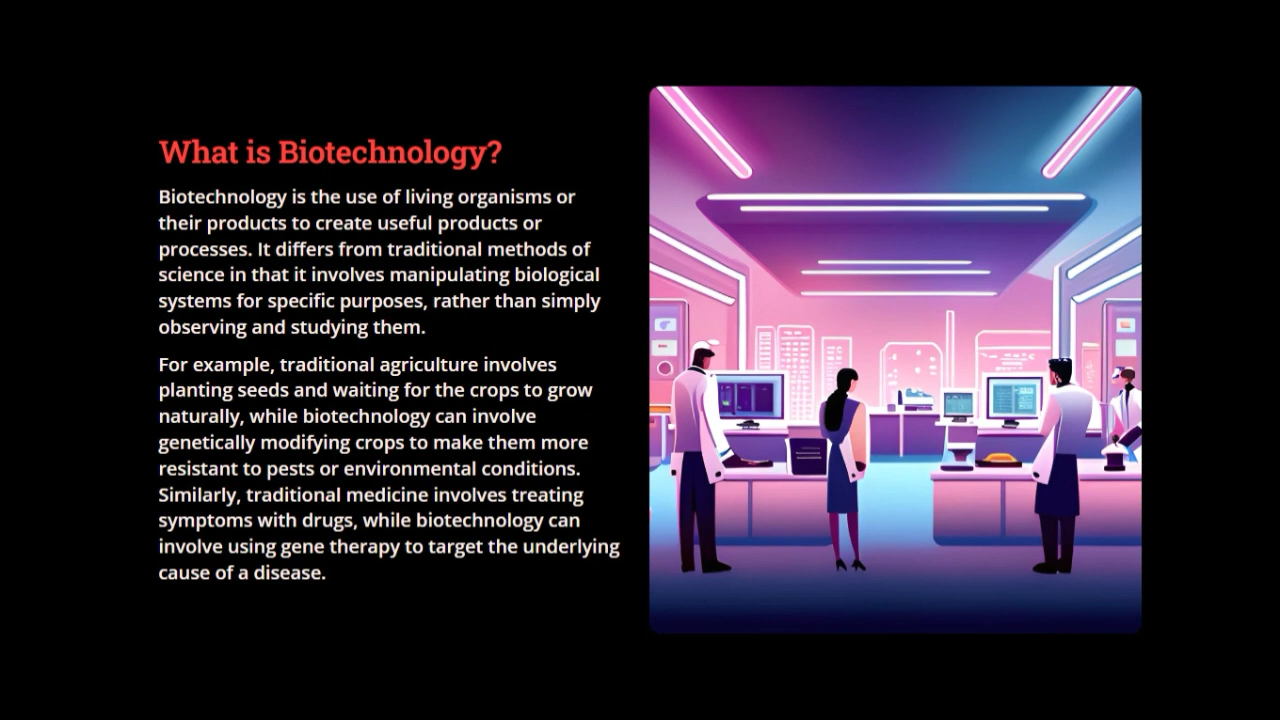 What is Biotechnology?
Biotechnology is the use of living organisms or
their products to create useful products or
processes. It differs from traditional methods of
science in that it involves manipulating biological
systems for specific purposes, rather than simply
observing and studying them.
For example, traditional agriculture involves
planting seeds and waiting for the crops to grow
naturally, while biotechnology can involve
genetically modifying crops to make them more
resistant to pests or environmental conditions.
Similarly, traditional medicine involves treating
symptoms with drugs, while biotechnology can
involve using gene therapy to target the underlying
cause of a disease.